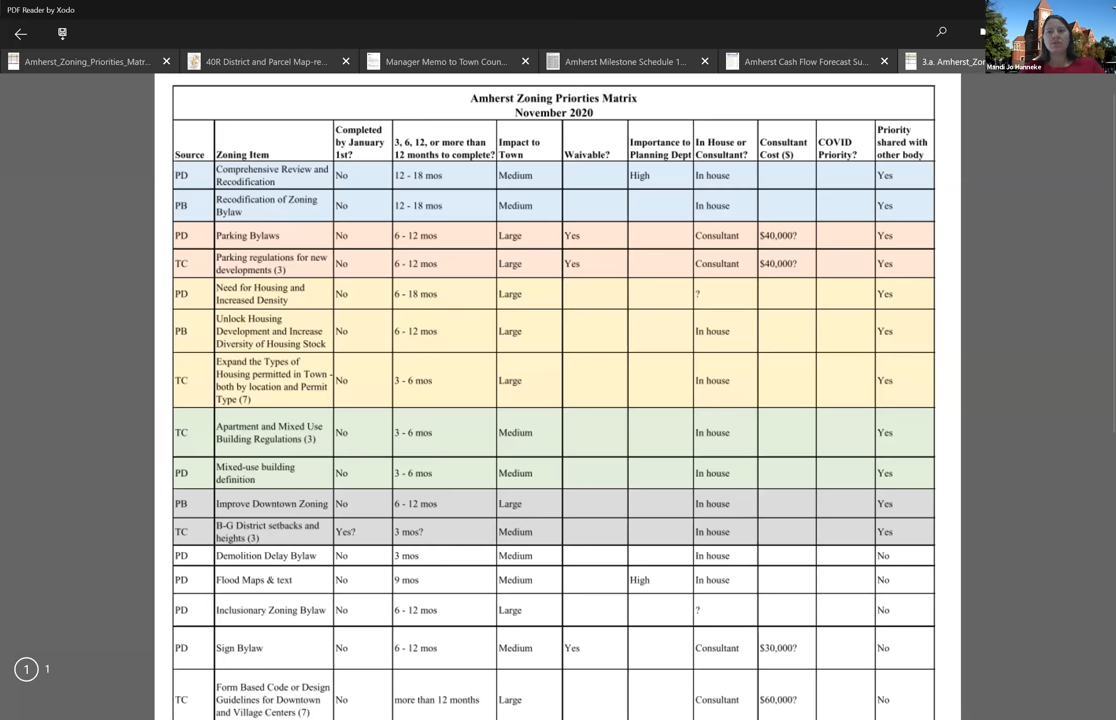 PDF Reader by Xodo
Amherst_Zoning_Priorities_Matr...
40R District and Parcel Map-re...
Manager Memo to Town Coun...
Amherst Milestone Schedule 1...
Amherst Cash Flow Forecast Su...
3.a. Amherst_Zor
Mandi Jo Hanneke
Amherst Zoning Priorties Matrix
November 2020
Source Zoning Item Completed by January 1st? 3, 6, 12, or more than 12 months to complete? Impact to Town Waivable? Importance to Planning Dept In House or Consultant? Consultant Cost ($) COVID Priority? Priority shared with other body
PD Comprehensive Review and Recodification No 12 - 18 mos Medium High In house Yes
PB Recodification of Zoning Bylaw No 12 - 18 mos Medium In house Yes
PD Parking Bylaws No 6 - 12 mos Large Yes Consultant $40,000? Yes
TC Parking regulations for new developments (3) No 6 - 12 mos Large Yes Consultant $40,000? Yes
PD Need for Housing and Increased Density No 6 - 18 mos Large ? Yes
PB Unlock Housing Development and Increase Diversity of Housing Stock No 6 - 12 mos Large In house Yes
TC Expand the Types of Housing permitted in Town - both by location and Permit Type (7) No 3 - 6 mos Large In house Yes
TC Apartment and Mixed Use Building Regulations (3) No 3 - 6 mos Medium In house Yes
PD Mixed-use building definition No 3 - 6 mos Medium In house Yes
PB Improve Downtown Zoning No 6 - 12 mos Large In house Yes
TC B-G District setbacks and heights (3) Yes? 3 mos? Medium In house Yes
PD Demolition Delay Bylaw No 3 mos Medium In house No
PD Flood Maps & text No 9 mos Medium High In house No
PD Inclusionary Zoning Bylaw No 6 - 12 mos Large ? No
PD Sign Bylaw No 6 - 12 mos Medium Yes Consultant $30,000? No
TC Form Based Code or Design Guidelines for Downtown and Village Centers (7) No more than 12 months Large Consultant $60,000? No
1 1